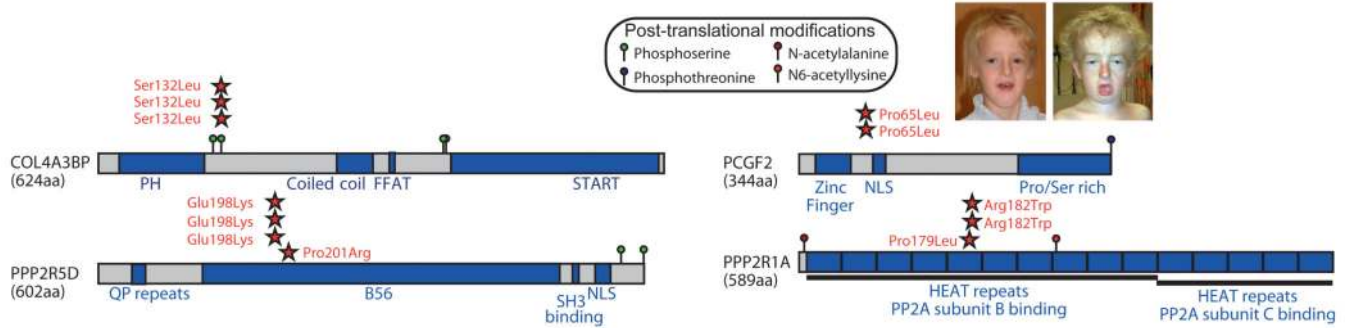 Post-translational modifications
Phosphoserine
N-acetylalanine
Phosphothreonine
N6-acetyllysine
Ser132Leu
Ser132Leu
Ser132Leu
COL4A3BP
(624aa)
PH
Coiled coil
FFAT
START
Glu198Lys
Glu198Lys
Glu198Lys
Pro201Arg
PPP2R5D
(602aa)
QP repeats
B56
SH3
binding
NLS
Pro65Leu
Pro65Leu
PCGF2
(344aa)
Zinc
Finger
NLS
Pro/Ser rich
Arg182Trp
Arg182Trp
Pro179Leu
PPP2R1A
(589aa)
HEAT repeats
PP2A subunit B binding
HEAT repeats
PP2A subunit C binding